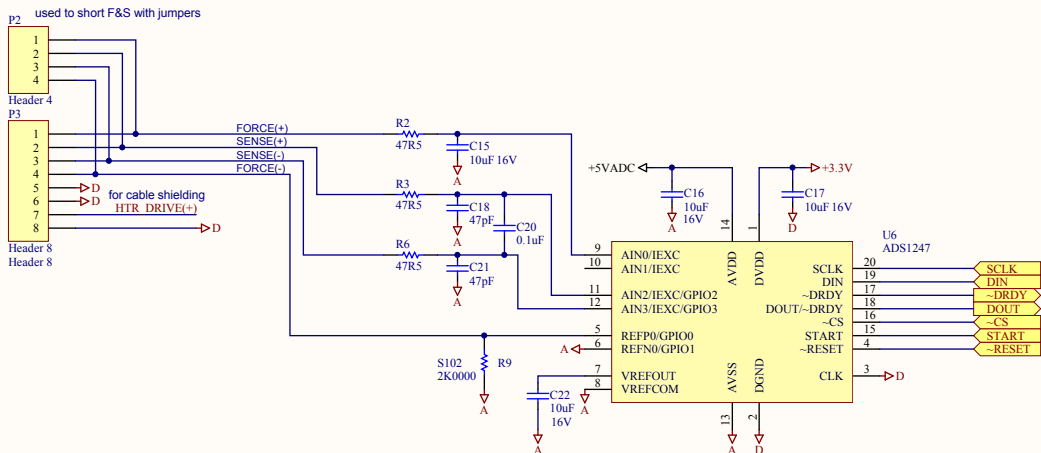 P2 used to short F&S with jumpers
1
2
3
4
Header 4
P3
1
2
3
4
5
6
7
8
Header 8
Header 8
FORCE(+)
SENSE(+)
SENSE(-)
FORCE(-)
D
D
for cable shielding
HTR_DRIVE(+)
D
R2
47R5
C15
10uF 16V
A
R3
47R5
C18
47pF
A
C20
0.1uF
R6
47R5
C21
47pF
A
S102
2K0000
R9
A
+5VADC
C16
10uF
16V
A
+3.3V
C17
10uF 16V
D
U6
ADS1247
14
1
AVDD
DVDD
9 AIN0/IEXC
10 AIN1/IEXC
11 AIN2/IEXC/GPIO2
12 AIN3/IEXC/GPIO3
5 REFP0/GPIO0
A 6 REFN0/GPIO1
7 VREFOUT
8 VREFCOM
A
C22
10uF
16V
A
SCLK 20 SCLK
DIN 19 DIN
~DRDY 17 ~DRDY
DOUT/~DRDY 18 DOUT
~CS 16 ~CS
START 15 START
~RESET 4 ~RESET
CLK 3 D
AVSS
DGND
13
2
A
D